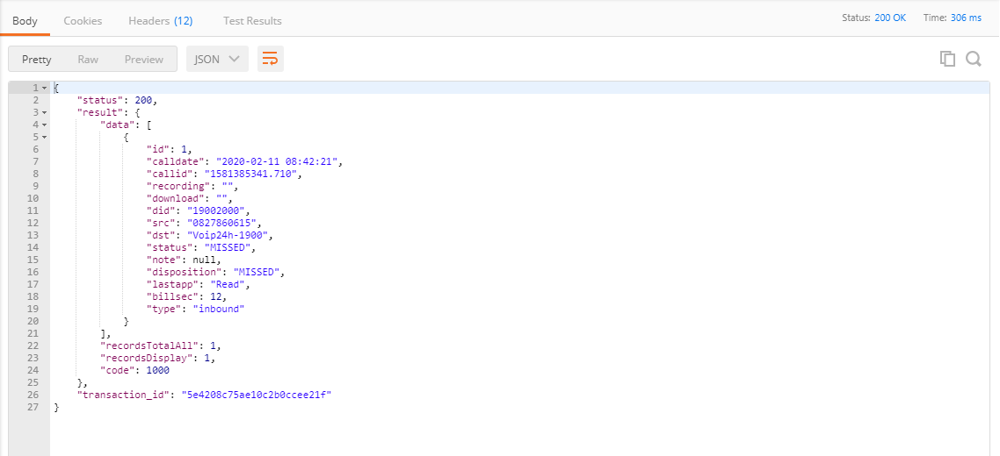 Body Cookies Headers (12) Test Results Status: 200 OK Time: 306 ms
Pretty Raw Preview JSON
1 {
2 "status": 200,
3 "result": {
4 "data": [
5 {
6 "id": 1,
7 "calldate": "2020-02-11 08:42:21",
8 "callid": "1581385341.710",
9 "recording": "",
10 "download": "",
11 "did": "19002000",
12 "src": "0827860615",
13 "dst": "Voip24h-1900",
14 "status": "MISSED",
15 "note": null,
16 "disposition": "MISSED",
17 "lastapp": "Read",
18 "billsec": 12,
19 "type": "inbound"
20 }
21 ],
22 "recordsTotalAll": 1,
23 "recordsDisplay": 1,
24 "code": 1000
25 },
26 "transaction_id": "5e4208c75ae10c2b0ccee21f"
27 }